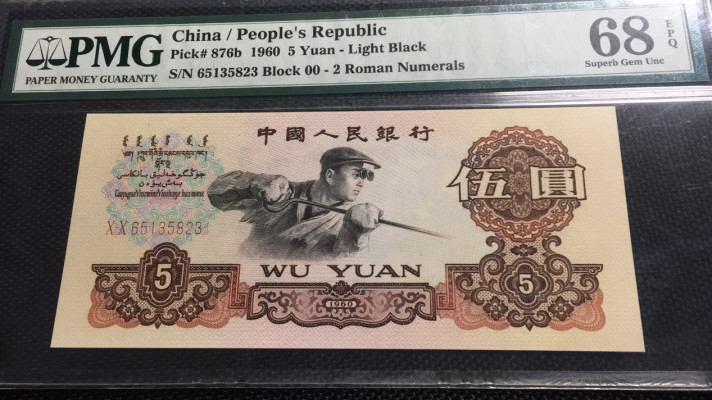 PMG
PAPER MONEY GUARANTY
China / People's Republic
Pick# 876b 1960 5 Yuan - Light Black
S/N 65135823 Block 00 - 2 Roman Numerals
68 EPQ
Superb Gem Unc
中國人民銀行
伍圓
XX 65135823
WU YUAN
5
1960
5